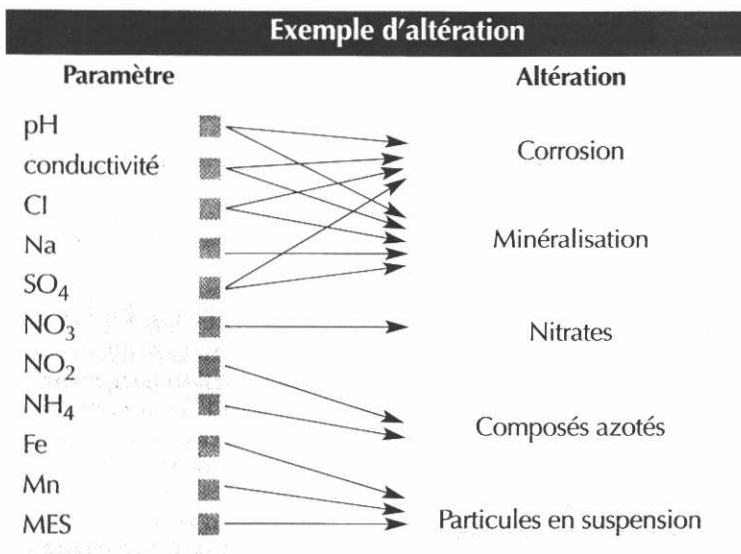 Exemple d'altération
Paramètre
Altération
pH
conductivité
Cl
Na
SO₄
NO₃
NO₂
NH₄
Fe
Mn
MES
Corrosion
Minéralisation
Nitrates
Composés azotés
Particules en suspension